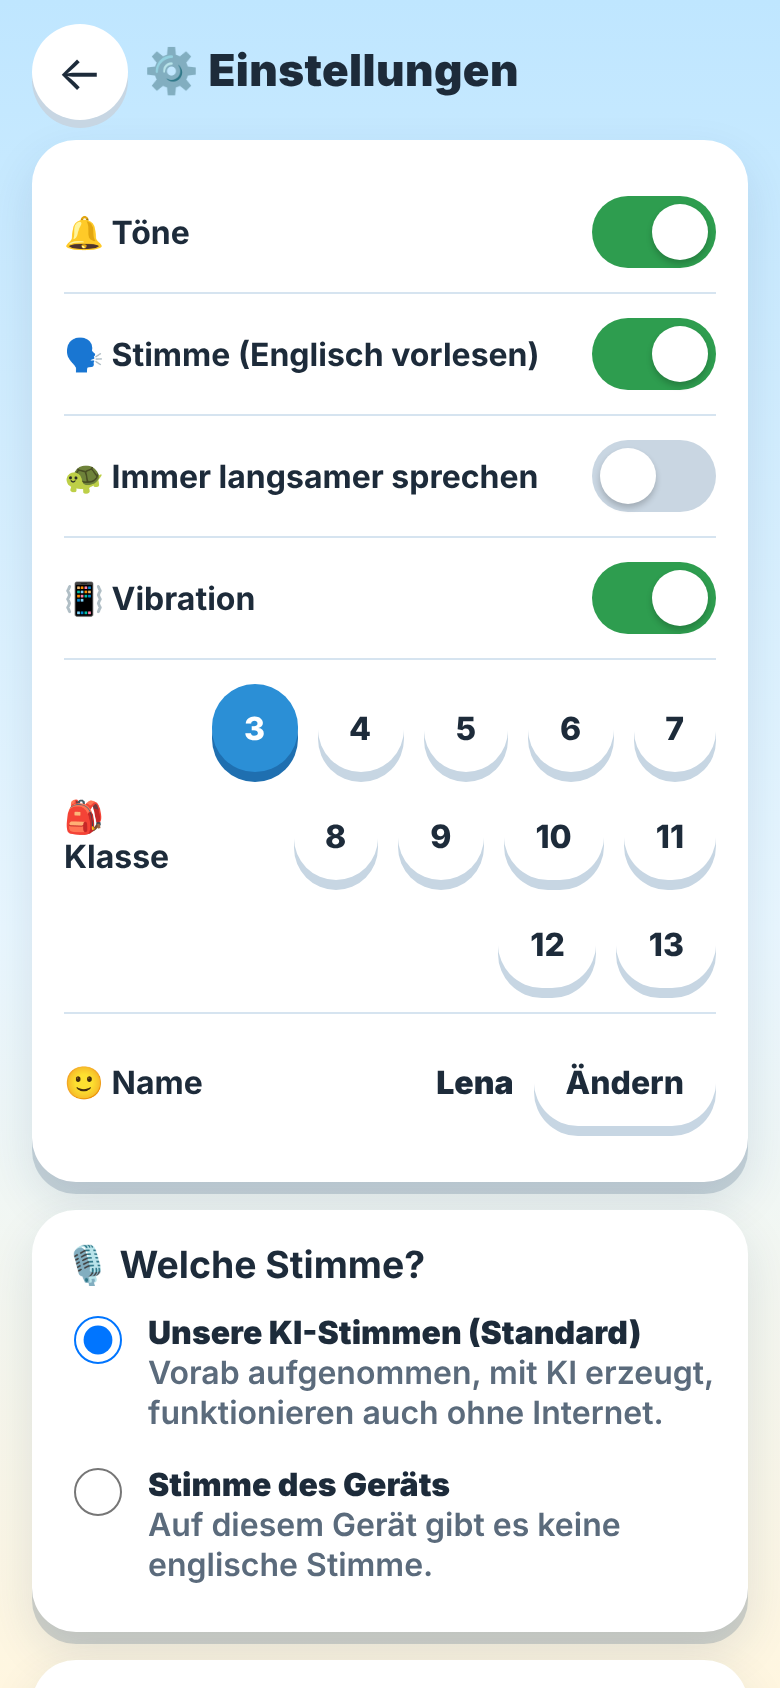 Einstellungen
Töne
Stimme (Englisch vorlesen)
Immer langsamer sprechen
Vibration
3 4 5 6 7
8 9 10 11
Klasse
12 13
Name Lena Ändern
Welche Stimme?
Unsere KI-Stimmen (Standard)
Vorab aufgenommen, mit KI erzeugt,
funktionieren auch ohne Internet.
Stimme des Geräts
Auf diesem Gerät gibt es keine
englische Stimme.